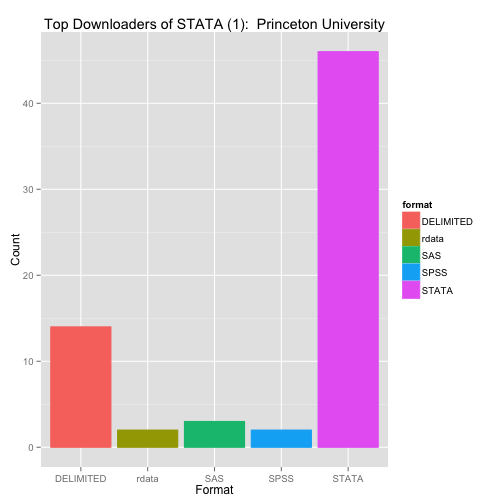 Top Downloaders of STATA (1):  Princeton University
Count
40
30
20
10
0
DELIMITED
rdata
SAS
SPSS
STATA
Format
format
DELIMITED
rdata
SAS
SPSS
STATA